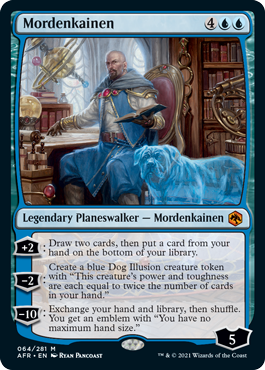 Mordenkainen 4
Legendary Planeswalker — Mordenkainen
+2 : Draw two cards, then put a card from your
hand on the bottom of your library.
Create a blue Dog Illusion creature token
−2 : with “This creature's power and toughness
are each equal to twice the number of cards
in your hand.”
−10 : Exchange your hand and library, then shuffle.
You get an emblem with “You have no
maximum hand size.”
5
064/281 M
AFR • EN Ryan Pancoast
™ & © 2021 Wizards of the Coast